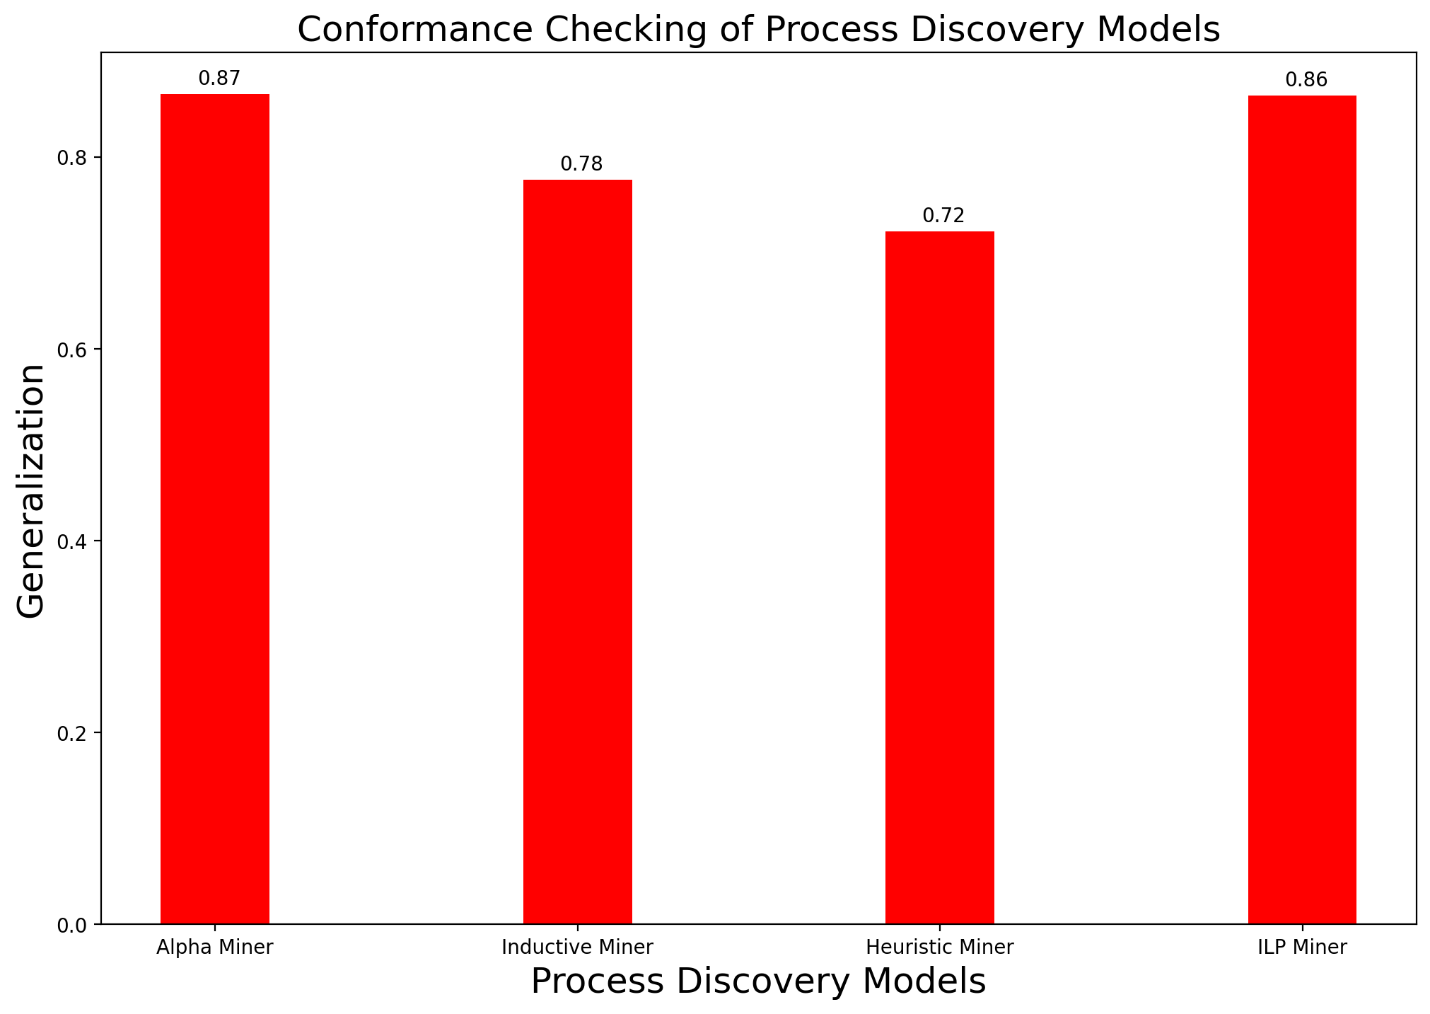 Conformance Checking of Process Discovery Models
0.87
0.78
0.72
0.86
Generalization
0.8
0.6
0.4
0.2
0.0
Alpha Miner
Inductive Miner
Heuristic Miner
ILP Miner
Process Discovery Models